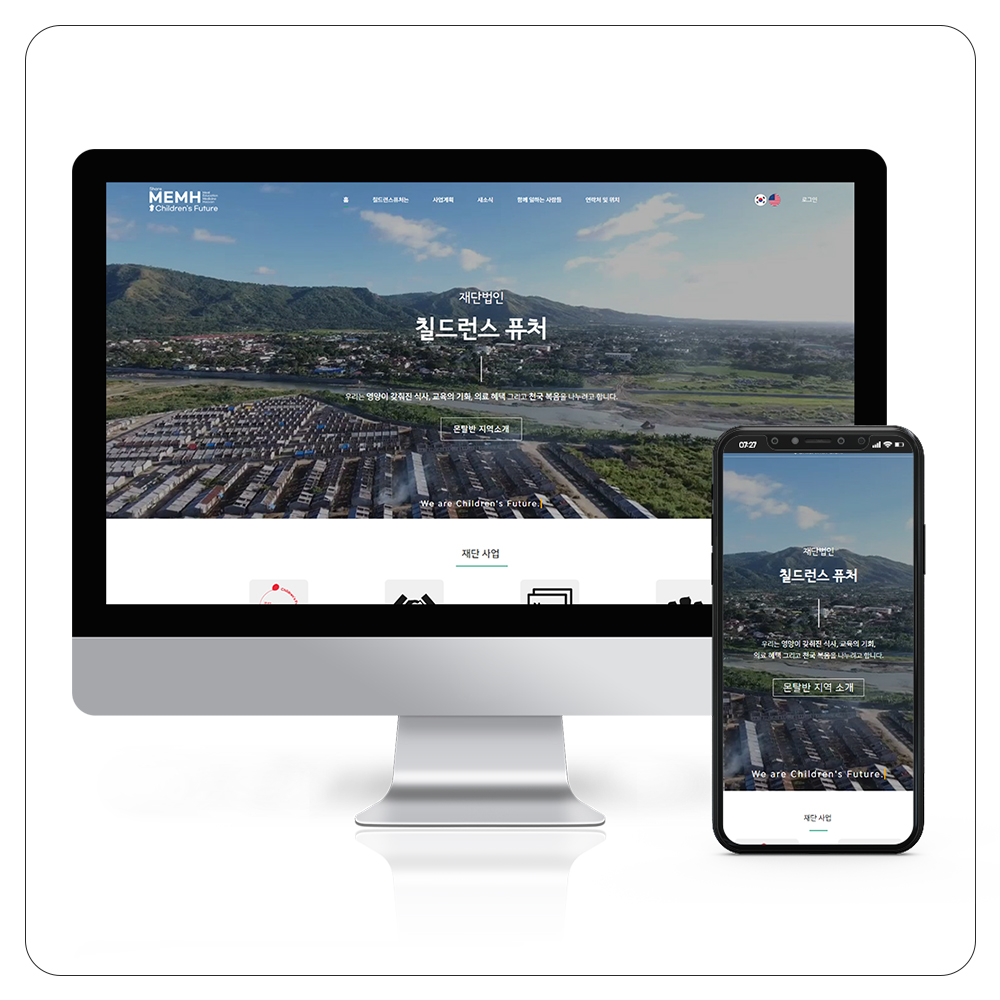 Share
MEMH
Children's Future
홈 칠드런스퓨처는 사업계획 새소식 함께 일하는 사람들 연락처 및 위치
로그인
재단법인
칠드런스 퓨처
우리는 영양이 갖춰진 식사, 교육의 기회, 의료 혜택 그리고 천국 복음을 나누려고 합니다.
몬탈반 지역소개
We are Children's Future.
재단 사업
07:27
재단법인
칠드런스 퓨처
우리는 영양이 갖춰진 식사, 교육의 기회,
의료 혜택 그리고 천국 복음을 나누려고 합니다.
몬탈반 지역 소개
We are Children's Future.
재단 사업